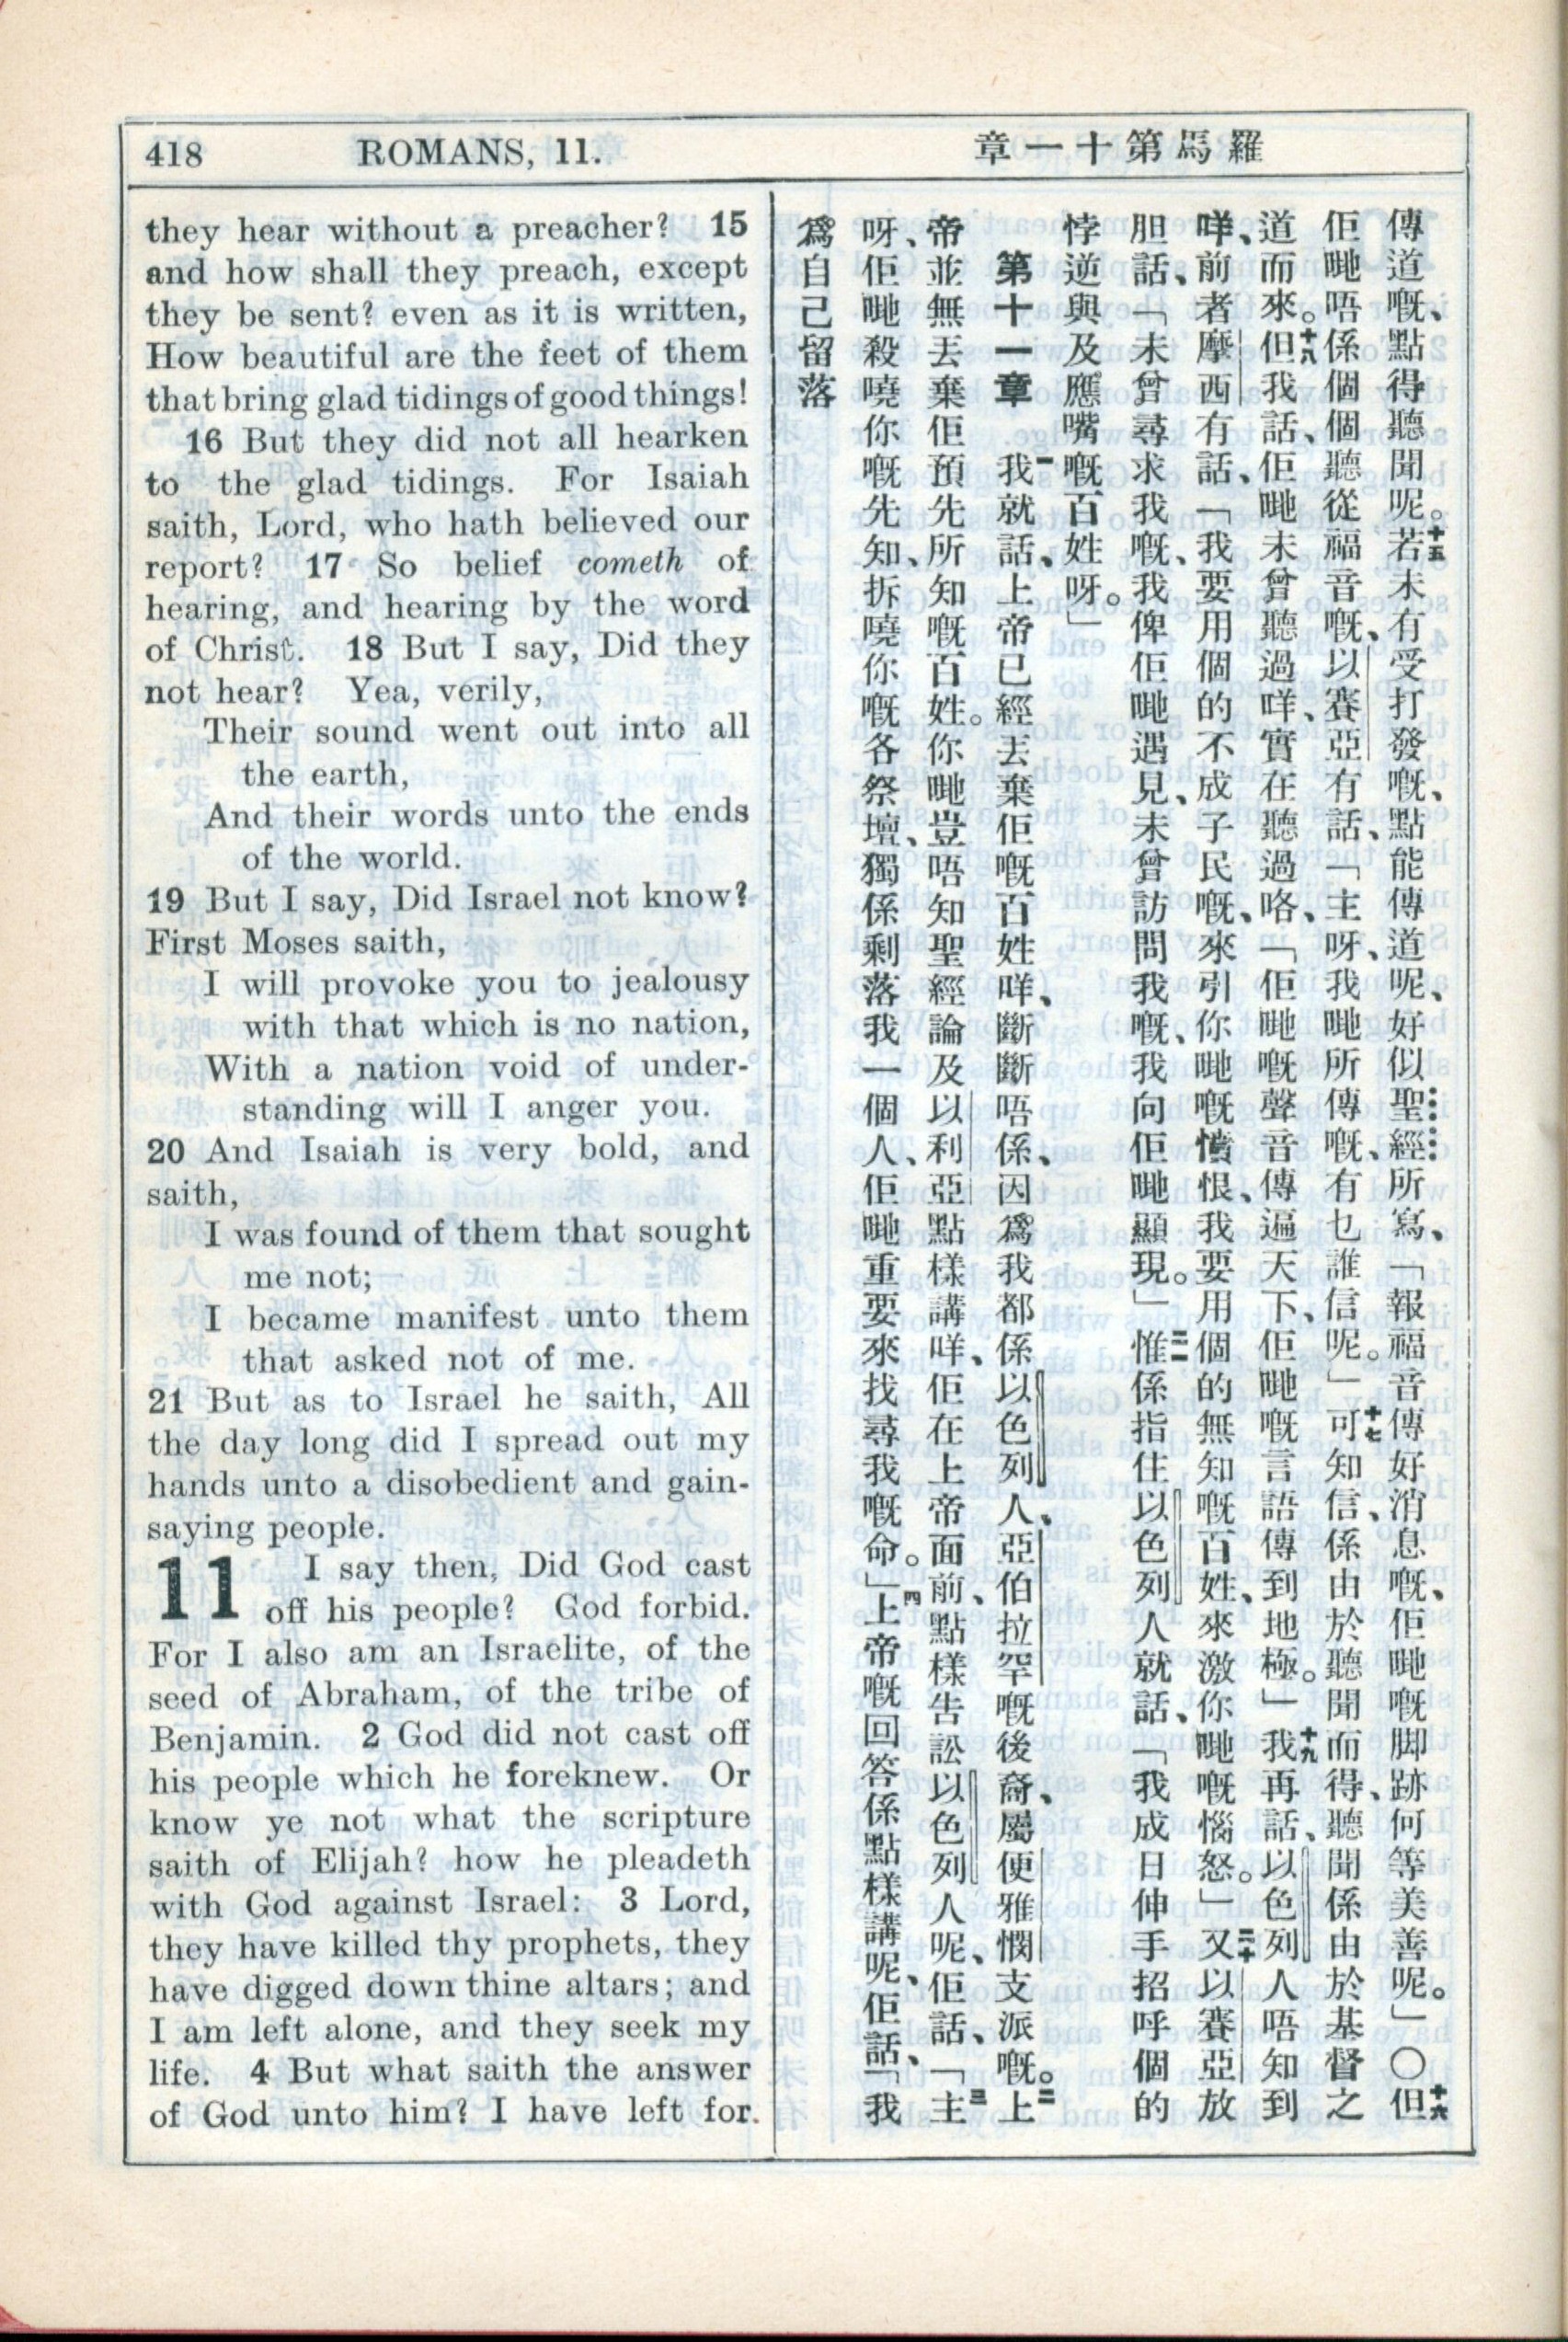 418 ROMANS, 11.
羅馬第十一章
they hear without a preacher? 15
and how shall they preach, except
they be sent? even as it is written,
How beautiful are the feet of them
that bring glad tidings of good things!
16 But they did not all hearken
to the glad tidings. For Isaiah
saith, Lord, who hath believed our
report? 17 So belief cometh of
hearing, and hearing by the word
of Christ. 18 But I say, Did they
not hear? Yea, verily,
Their sound went out into all
the earth,
And their words unto the ends
of the world.
19 But I say, Did Israel not know?
First Moses saith,
I will provoke you to jealousy
with that which is no nation,
With a nation void of under-
standing will I anger you.
20 And Isaiah is very bold, and
saith,
I was found of them that sought
me not;
I became manifest unto them
that asked not of me.
21 But as to Israel he saith, All
the day long did I spread out my
hands unto a disobedient and gain-
saying people.
11 I say then, Did God cast
off his people? God forbid.
For I also am an Israelite, of the
seed of Abraham, of the tribe of
Benjamin. 2 God did not cast off
his people which he foreknew. Or
know ye not what the scripture
saith of Elijah? how he pleadeth
with God against Israel: 3 Lord,
they have killed thy prophets, they
have digged down thine altars; and
I am left alone, and they seek my
life. 4 But what saith the answer
of God unto him? I have left for
傳道嘅、點得聽聞呢。十五若未有受打發嘅、點能傳道呢、好似聖經所寫、「報福音傳好消息嘅、佢哋嘅脚跡何等美善呢。」〇十六但
佢哋唔係個個聽從福音嘅、以賽亞有話、「主呀、我哋所傳嘅、有乜誰信呢。」十七可知信、係由於聽聞而得、聽聞係由於基督之
道而來。十八但我話、佢哋未曾聽過咩、實在聽過咯、「佢哋嘅聲音傳遍天下、佢哋嘅言語傳到地極。」十九我再話、以色列人唔知到
咩、前者摩西有話、「我要用個的不成子民嘅、來引你哋嘅憤恨、我要用個的無知嘅百姓、來激你哋嘅惱怒。」二十又以賽亞放
胆話、「未曾尋求我嘅、我俾佢哋遇見、未曾訪問我嘅、我向佢哋顯現。」二一惟係指住以色列人就話、「我成日伸手招呼個的
悖逆與及應嘴嘅百姓呀。」
第十一章 一我就話、上帝已經丟棄佢嘅百姓咩、斷斷唔係、因爲我都係以色列人、亞伯拉罕嘅後裔、屬便雅憫支派嘅。二上
帝並無丟棄佢預先所知嘅百姓。你哋豈唔知聖經論及以利亞點樣講咩、佢在上帝面前、點樣告訟以色列人呢、佢話、三「主
呀、佢哋殺嘵你嘅先知、拆嘵你嘅各祭壇、獨係剩落我一個人、佢哋重要來找尋我嘅命。」四上帝嘅回答係點樣講呢、佢話、「我
爲自己留落